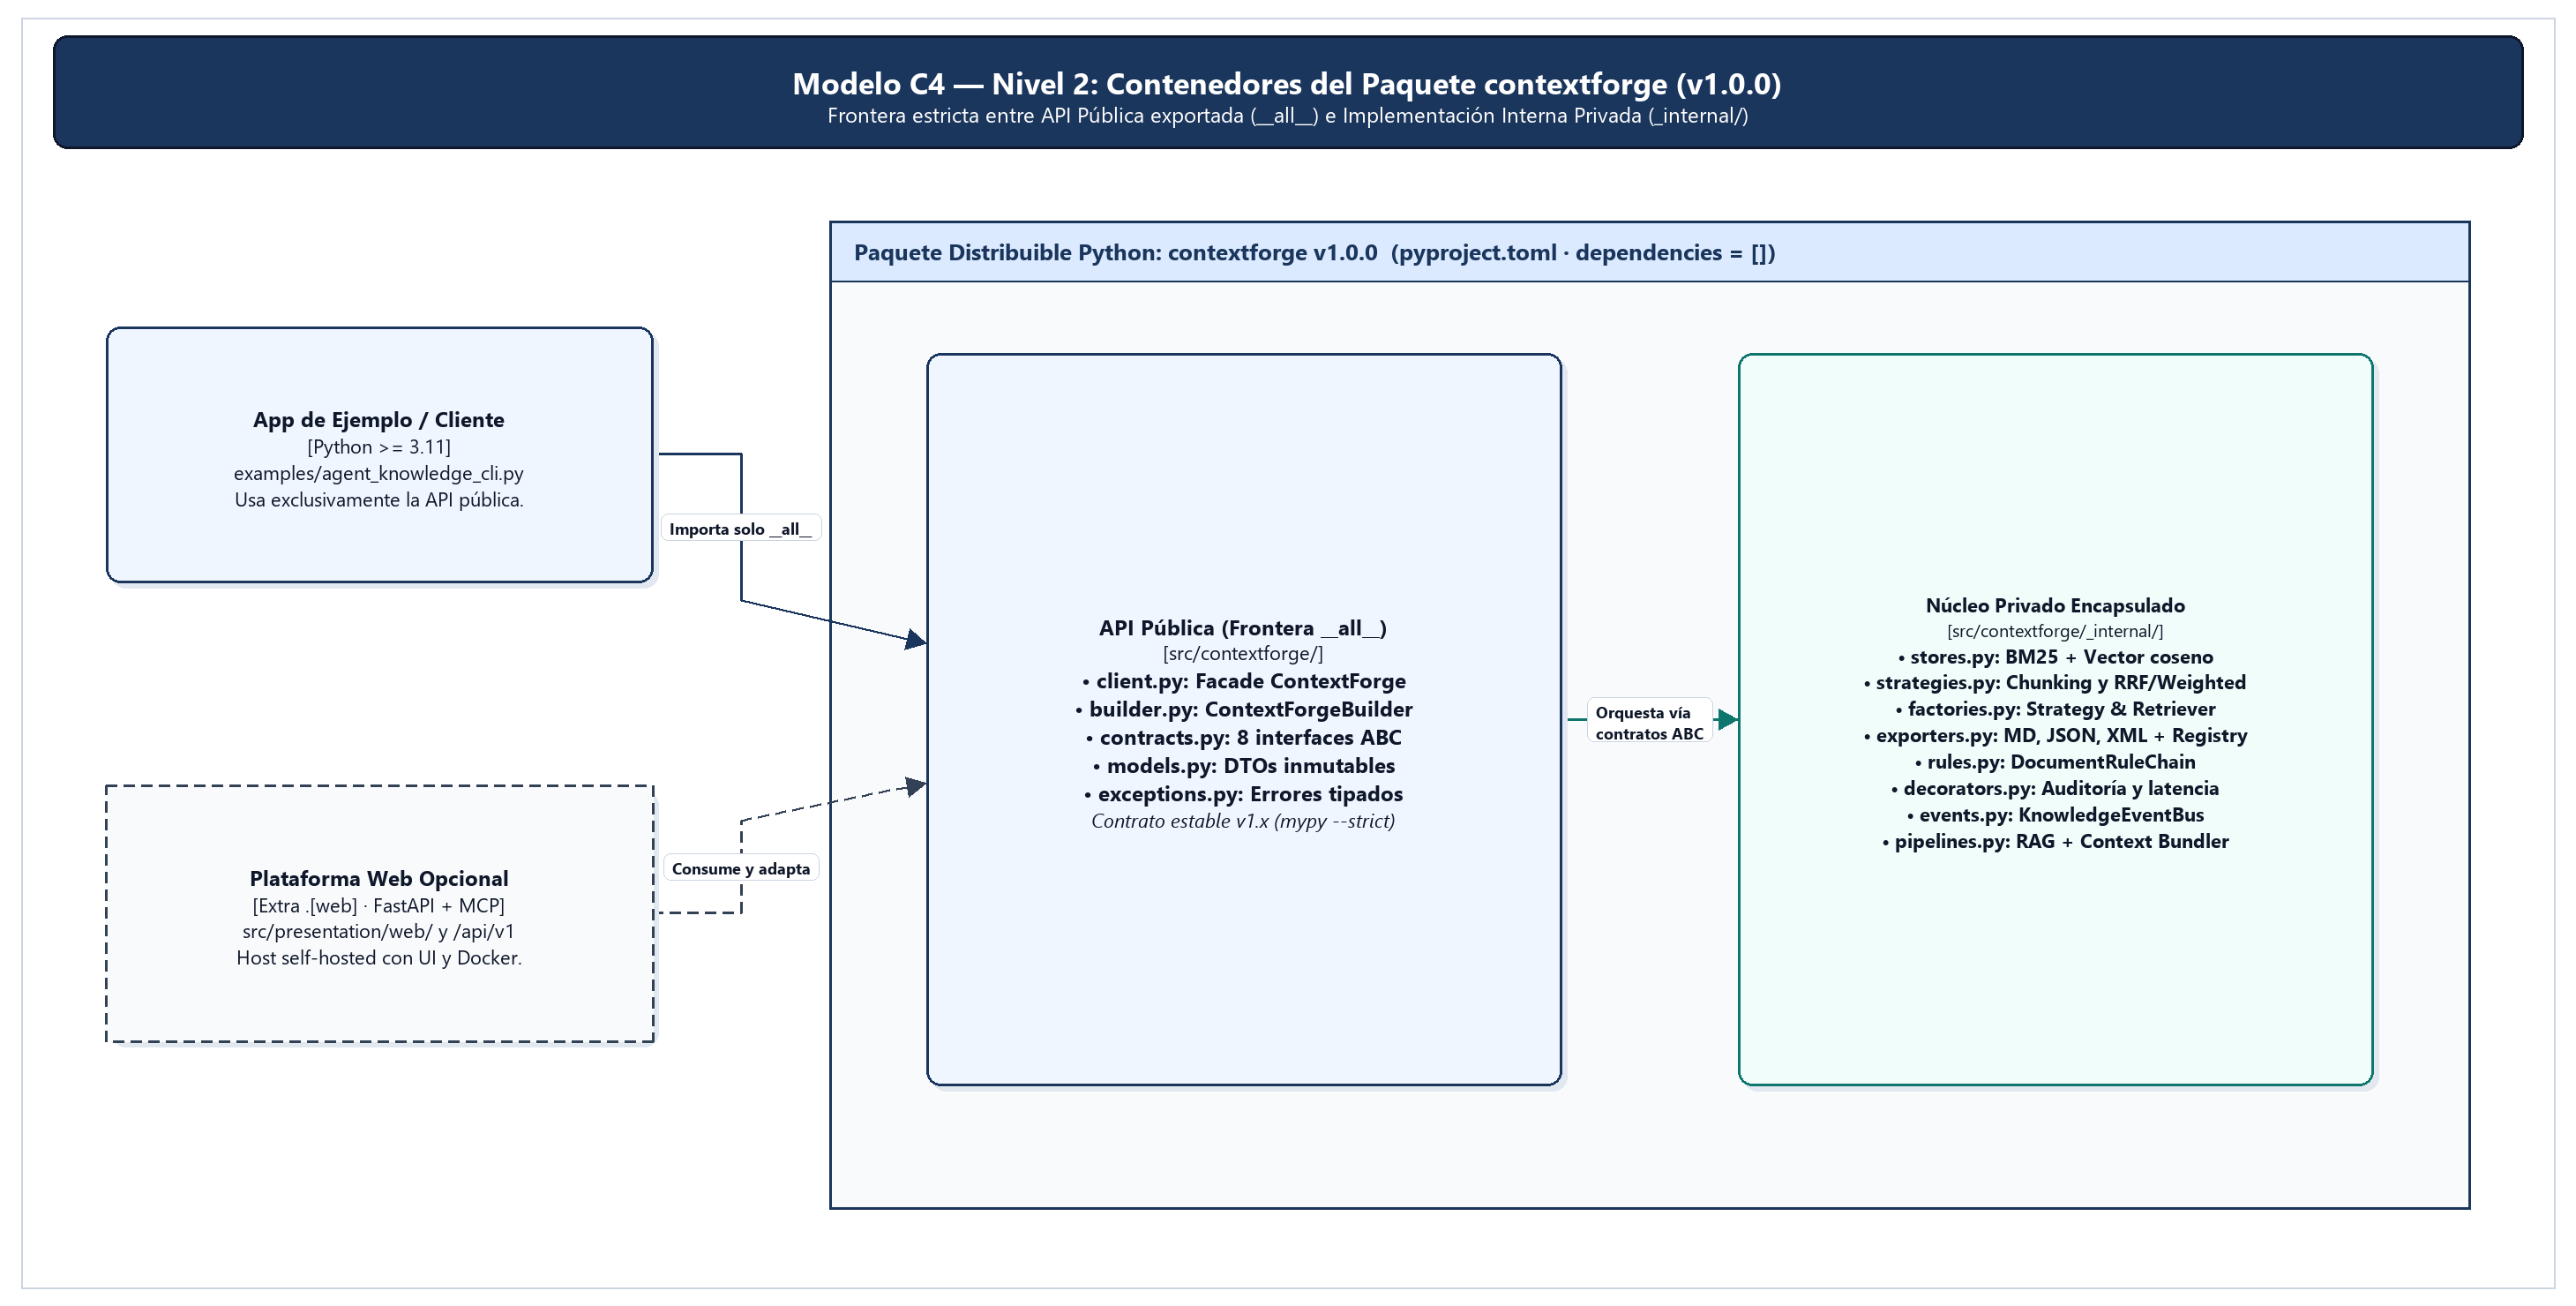 Modelo C4 — Nivel 2: Contenedores del Paquete contextforge (v1.0.0)
Frontera estricta entre API Pública exportada (__all__) e Implementación Interna Privada (_internal/)
Paquete Distribuible Python: contextforge v1.0.0 (pyproject.toml · dependencies = [])
App de Ejemplo / Cliente
[Python >= 3.11]
examples/agent_knowledge_cli.py
Usa exclusivamente la API pública.
Importa solo __all__
Plataforma Web Opcional
[Extra .[web] · FastAPI + MCP]
src/presentation/web/ y /api/v1
Host self-hosted con UI y Docker.
Consume y adapta
API Pública (Frontera __all__)
[src/contextforge/]
• client.py: Facade ContextForge
• builder.py: ContextForgeBuilder
• contracts.py: 8 interfaces ABC
• models.py: DTOs inmutables
• exceptions.py: Errores tipados
Contrato estable v1.x (mypy --strict)
Orquesta vía
contratos ABC
Núcleo Privado Encapsulado
[src/contextforge/_internal/]
• stores.py: BM25 + Vector coseno
• strategies.py: Chunking y RRF/Weighted
• factories.py: Strategy & Retriever
• exporters.py: MD, JSON, XML + Registry
• rules.py: DocumentRuleChain
• decorators.py: Auditoría y latencia
• events.py: KnowledgeEventBus
• pipelines.py: RAG + Context Bundler